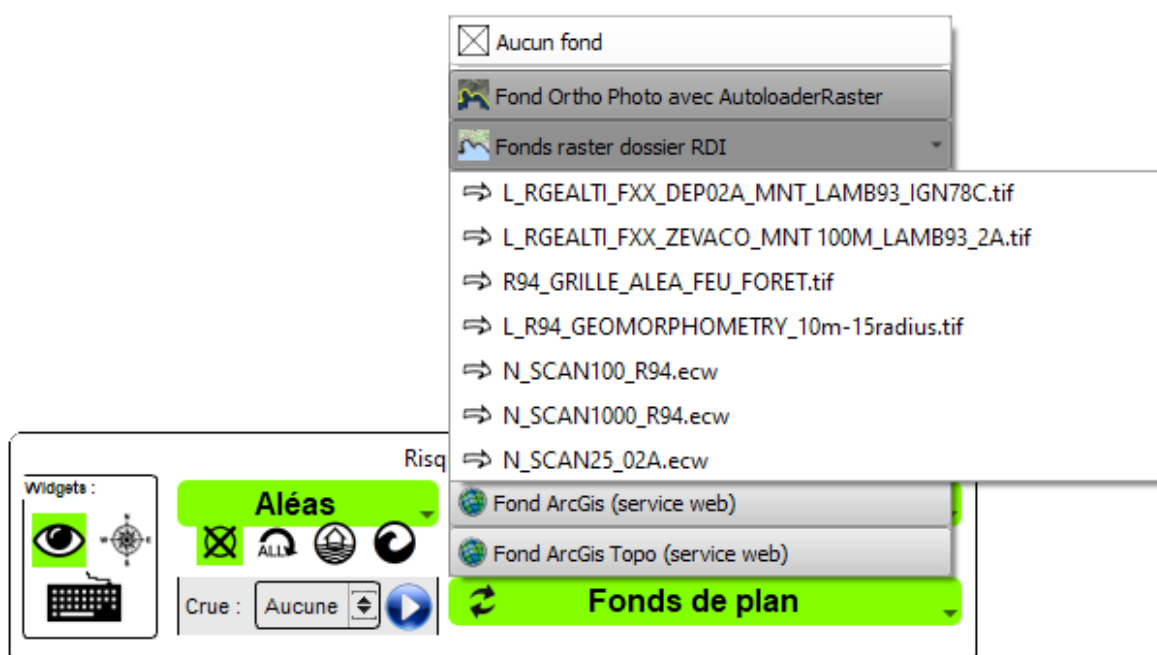 Aucun fond
Fond Ortho Photo avec AutoloaderRaster
Fonds raster dossier RDI
L_RGEALTI_FXX_DEP02A_MNT_LAMB93_IGN78C.tif
L_RGEALTI_FXX_ZEVACO_MNT 100M_LAMB93_2A.tif
R94_GRILLE_ALEA_FEU_FORET.tif
L_R94_GEOMORPHOMETRY_10m-15radius.tif
N_SCAN100_R94.ecw
N_SCAN1000_R94.ecw
N_SCAN25_02A.ecw
Risq
Widgets :
Aléas
Fond ArcGis (service web)
ALL
Fond ArcGis Topo (service web)
Crue : Aucune
Fonds de plan